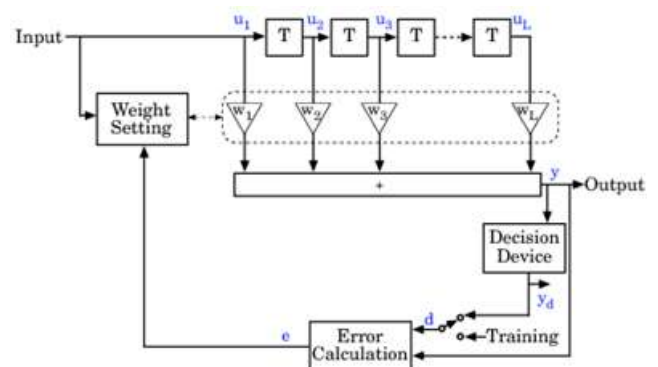 u1 u2 u3 uL
Input T T T T
Weight
Setting
w1 w2 w3 wL
+
y
Output
Decision
Device
yd
d
Training
e
Error
Calculation